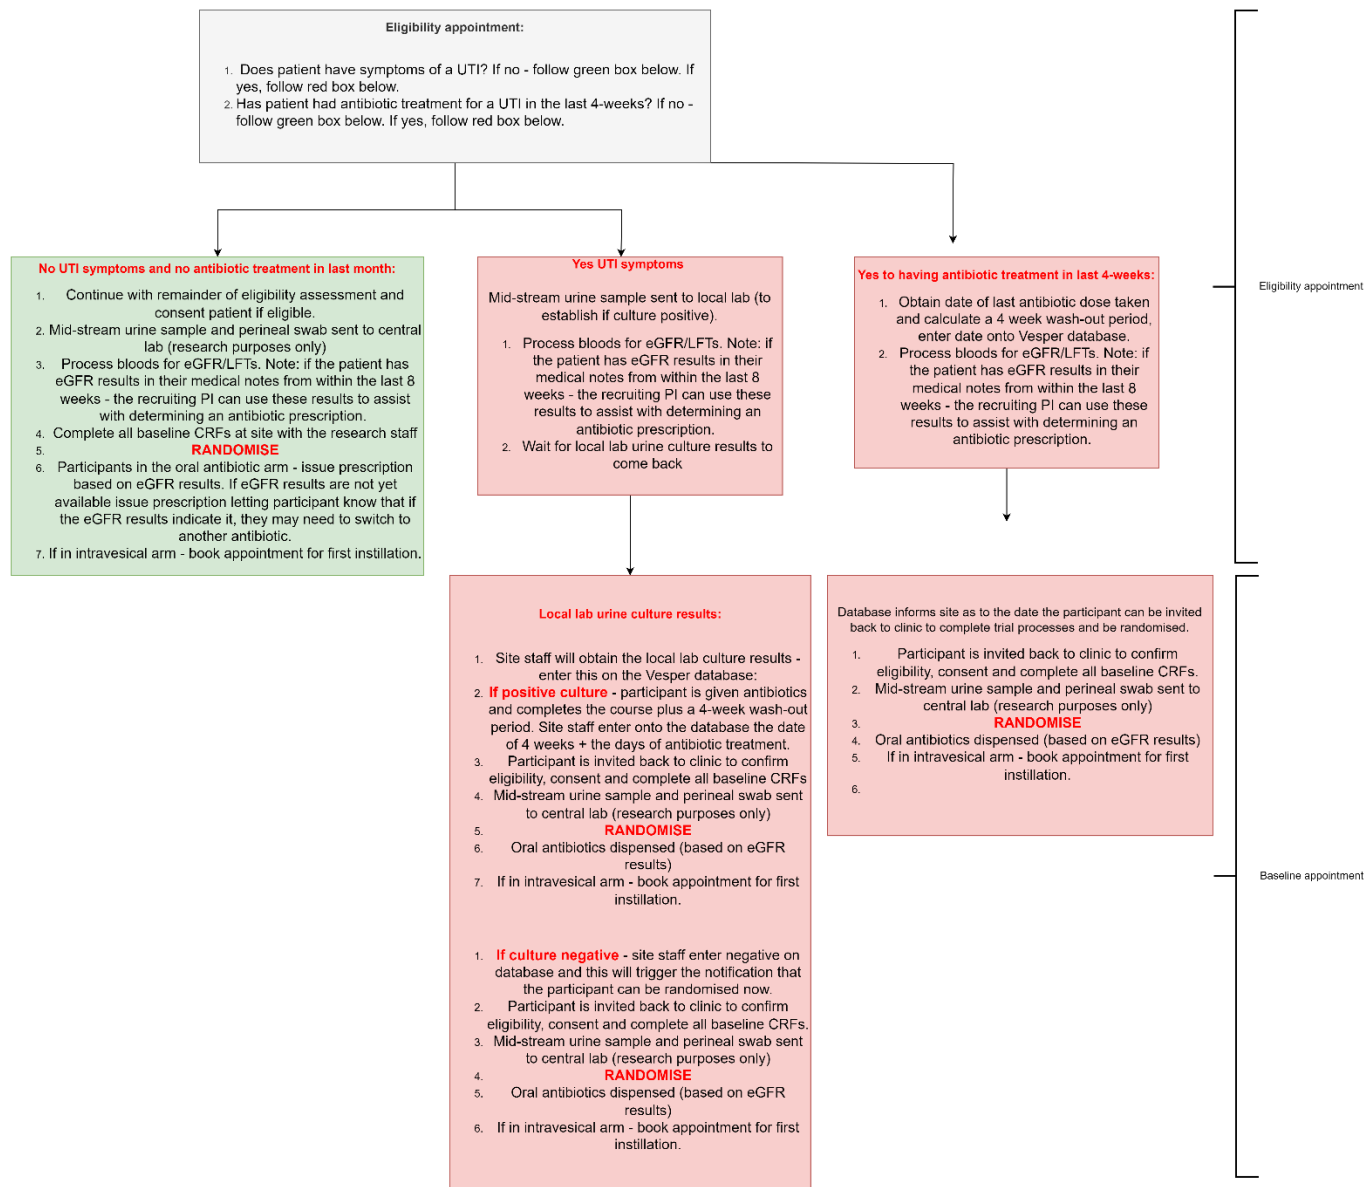 Eligibility appointment:
1. Does patient have symptoms of a UTI? If no - follow green box below. If
yes, follow red box below.
2. Has patient had antibiotic treatment for a UTI in the last 4-weeks? If no -
follow green box below. If yes, follow red box below.
No UTI symptoms and no antibiotic treatment in last month:
1. Continue with remainder of eligibility assessment and
consent patient if eligible.
2. Mid-stream urine sample and perineal swab sent to central
lab (research purposes only)
3. Process bloods for eGFR/LFTs. Note: if the patient has
eGFR results in their medical notes from within the last 8
weeks - the recruiting PI can use these results to assist
with determining an antibiotic prescription.
4. Complete all baseline CRFs at site with the research staff
5. RANDOMISE
6. Participants in the oral antibiotic arm - issue prescription
based on eGFR results. If eGFR results are not yet
available issue prescription letting participant know that if
the eGFR results indicate it, they may need to switch to
another antibiotic.
7. If in intravesical arm - book appointment for first instillation.
Yes UTI symptoms
Mid-stream urine sample sent to local lab (to
establish if culture positive).
1. Process bloods for eGFR/LFTs. Note: if
the patient has eGFR results in their
medical notes from within the last 8
weeks - the recruiting PI can use these
results to assist with determining an
antibiotic prescription.
2. Wait for local lab urine culture results to
come back
Yes to having antibiotic treatment in last 4-weeks:
1. Obtain date of last antibiotic dose taken
and calculate a 4 week wash-out period,
enter date onto Vesper database.
2. Process bloods for eGFR/LFTs. Note: if
the patient has eGFR results in their
medical notes from within the last 8
weeks - the recruiting PI can use these
results to assist with determining an
antibiotic prescription.
Eligibility appointment
Local lab urine culture results:
1. Site staff will obtain the local lab culture results -
enter this on the Vesper database:
2. If positive culture - participant is given antibiotics
and completes the course plus a 4-week wash-out
period. Site staff enter onto the database the date
of 4 weeks + the days of antibiotic treatment.
3. Participant is invited back to clinic to confirm
eligibility, consent and complete all baseline CRFs
4. Mid-stream urine sample and perineal swab sent
to central lab (research purposes only)
5. RANDOMISE
6. Oral antibiotics dispensed (based on eGFR
results)
7. If in intravesical arm - book appointment for first
instillation.
1. If culture negative - site staff enter negative on
database and this will trigger the notification that
the participant can be randomised now.
2. Participant is invited back to clinic to confirm
eligibility, consent and complete all baseline CRFs.
3. Mid-stream urine sample and perineal swab sent
to central lab (research purposes only)
4. RANDOMISE
5. Oral antibiotics dispensed (based on eGFR
results)
6. If in intravesical arm - book appointment for first
instillation.
Database informs site as to the date the participant can be invited
back to clinic to complete trial processes and be randomised.
1. Participant is invited back to clinic to confirm
eligibility, consent and complete all baseline CRFs.
2. Mid-stream urine sample and perineal swab sent to
central lab (research purposes only)
3. RANDOMISE
4. Oral antibiotics dispensed (based on eGFR results)
5. If in intravesical arm - book appointment for first
instillation.
6.
Baseline appointment